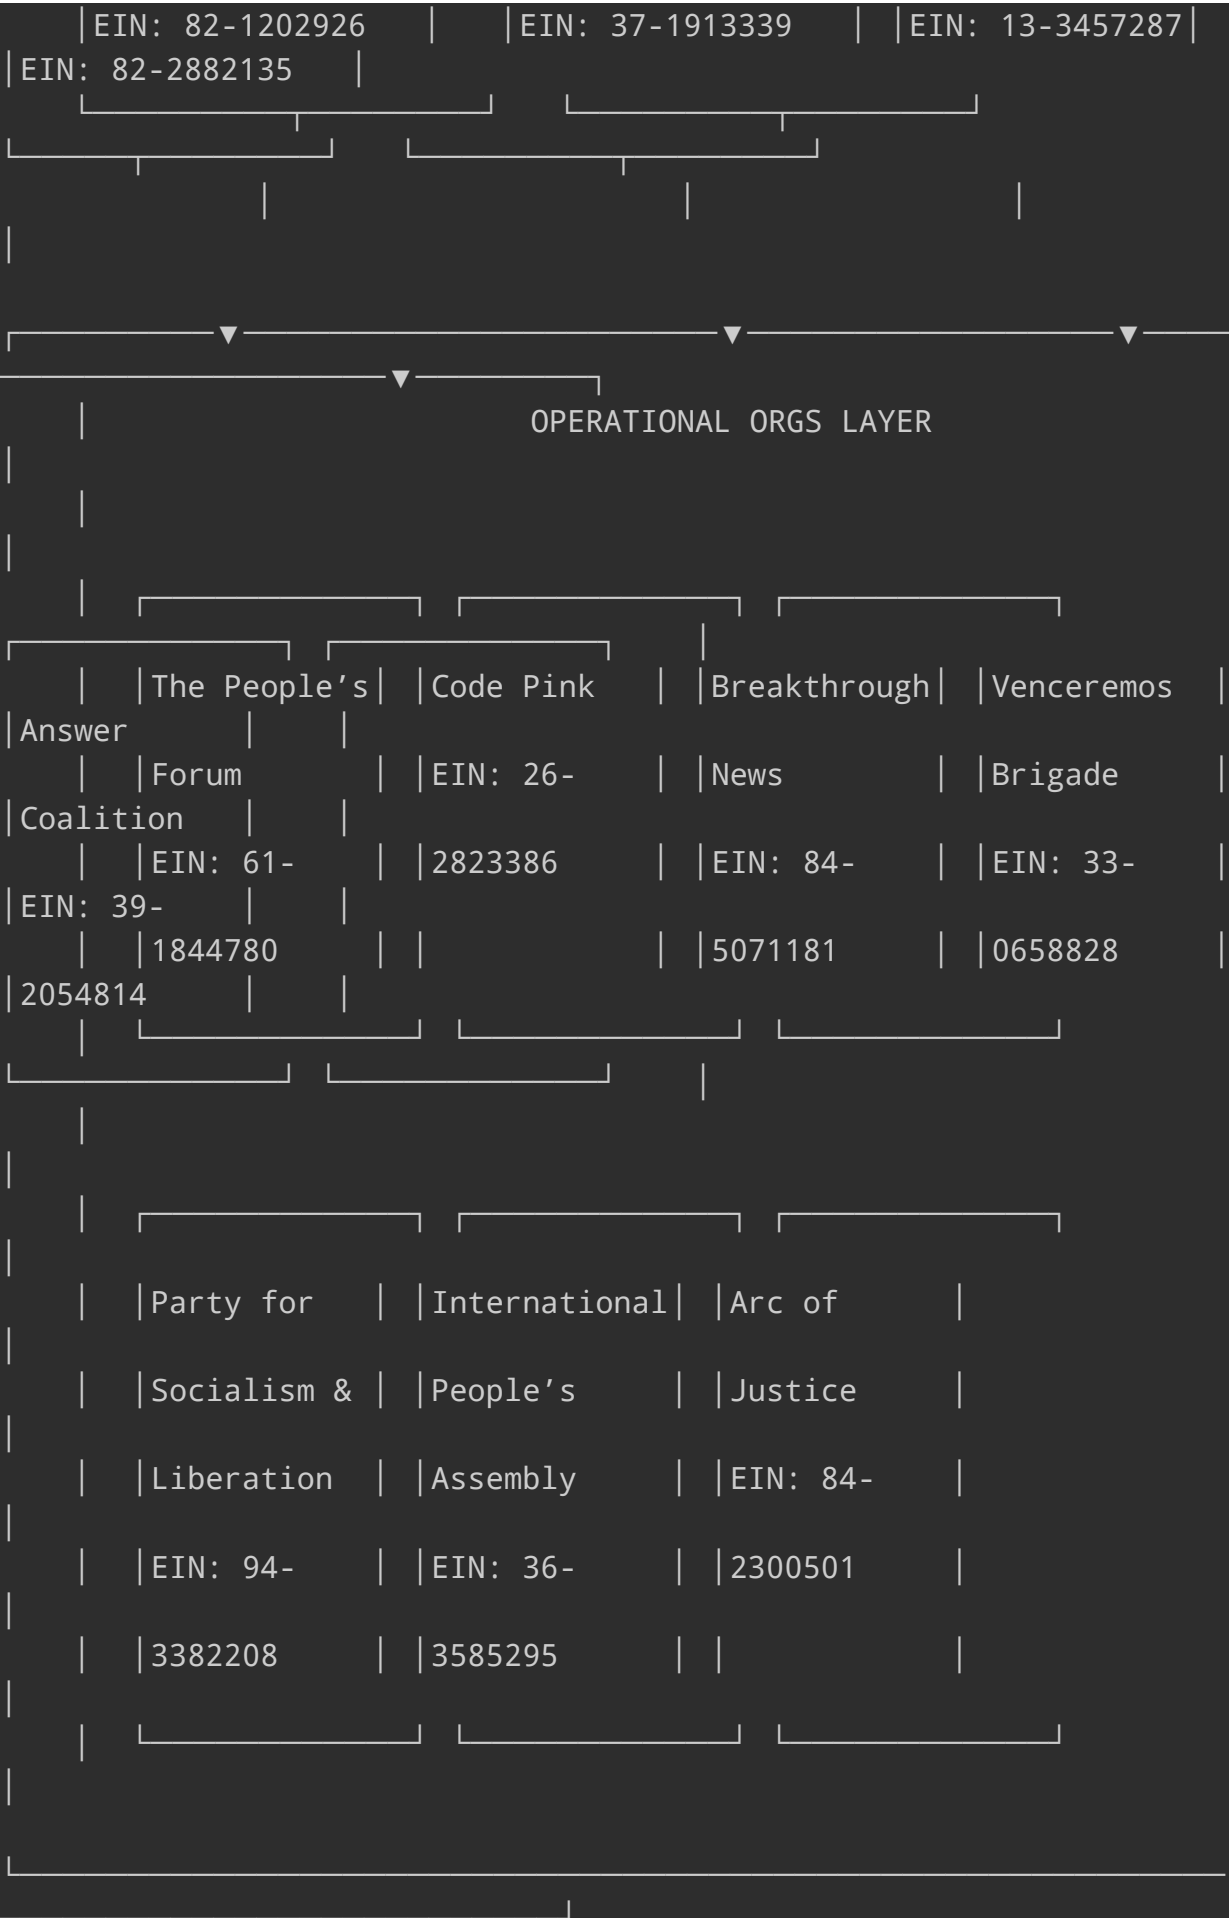 |EIN: 82-1202926   |   |EIN: 37-1913339   | |EIN: 13-3457287|
|EIN: 82-2882135   |
OPERATIONAL ORGS LAYER
|   |The People’s| |Code Pink   | |Breakthrough| |Venceremos  |
|Answer      |    |
|   |Forum       | |EIN: 26-    | |News        | |Brigade     |
|Coalition   |    |
|   |EIN: 61-    | |2823386     | |EIN: 84-    | |EIN: 33-    |
|EIN: 39-    |    |
|   |1844780     | |            | |5071181     | |0658828     |
|2054814     |    |
|   |Party for   | |International| |Arc of      |
|   |Socialism & | |People’s     | |Justice     |
|   |Liberation  | |Assembly     | |EIN: 84-    |
|   |EIN: 94-    | |EIN: 36-     | |2300501     |
|   |3382208     | |3585295      | |            |